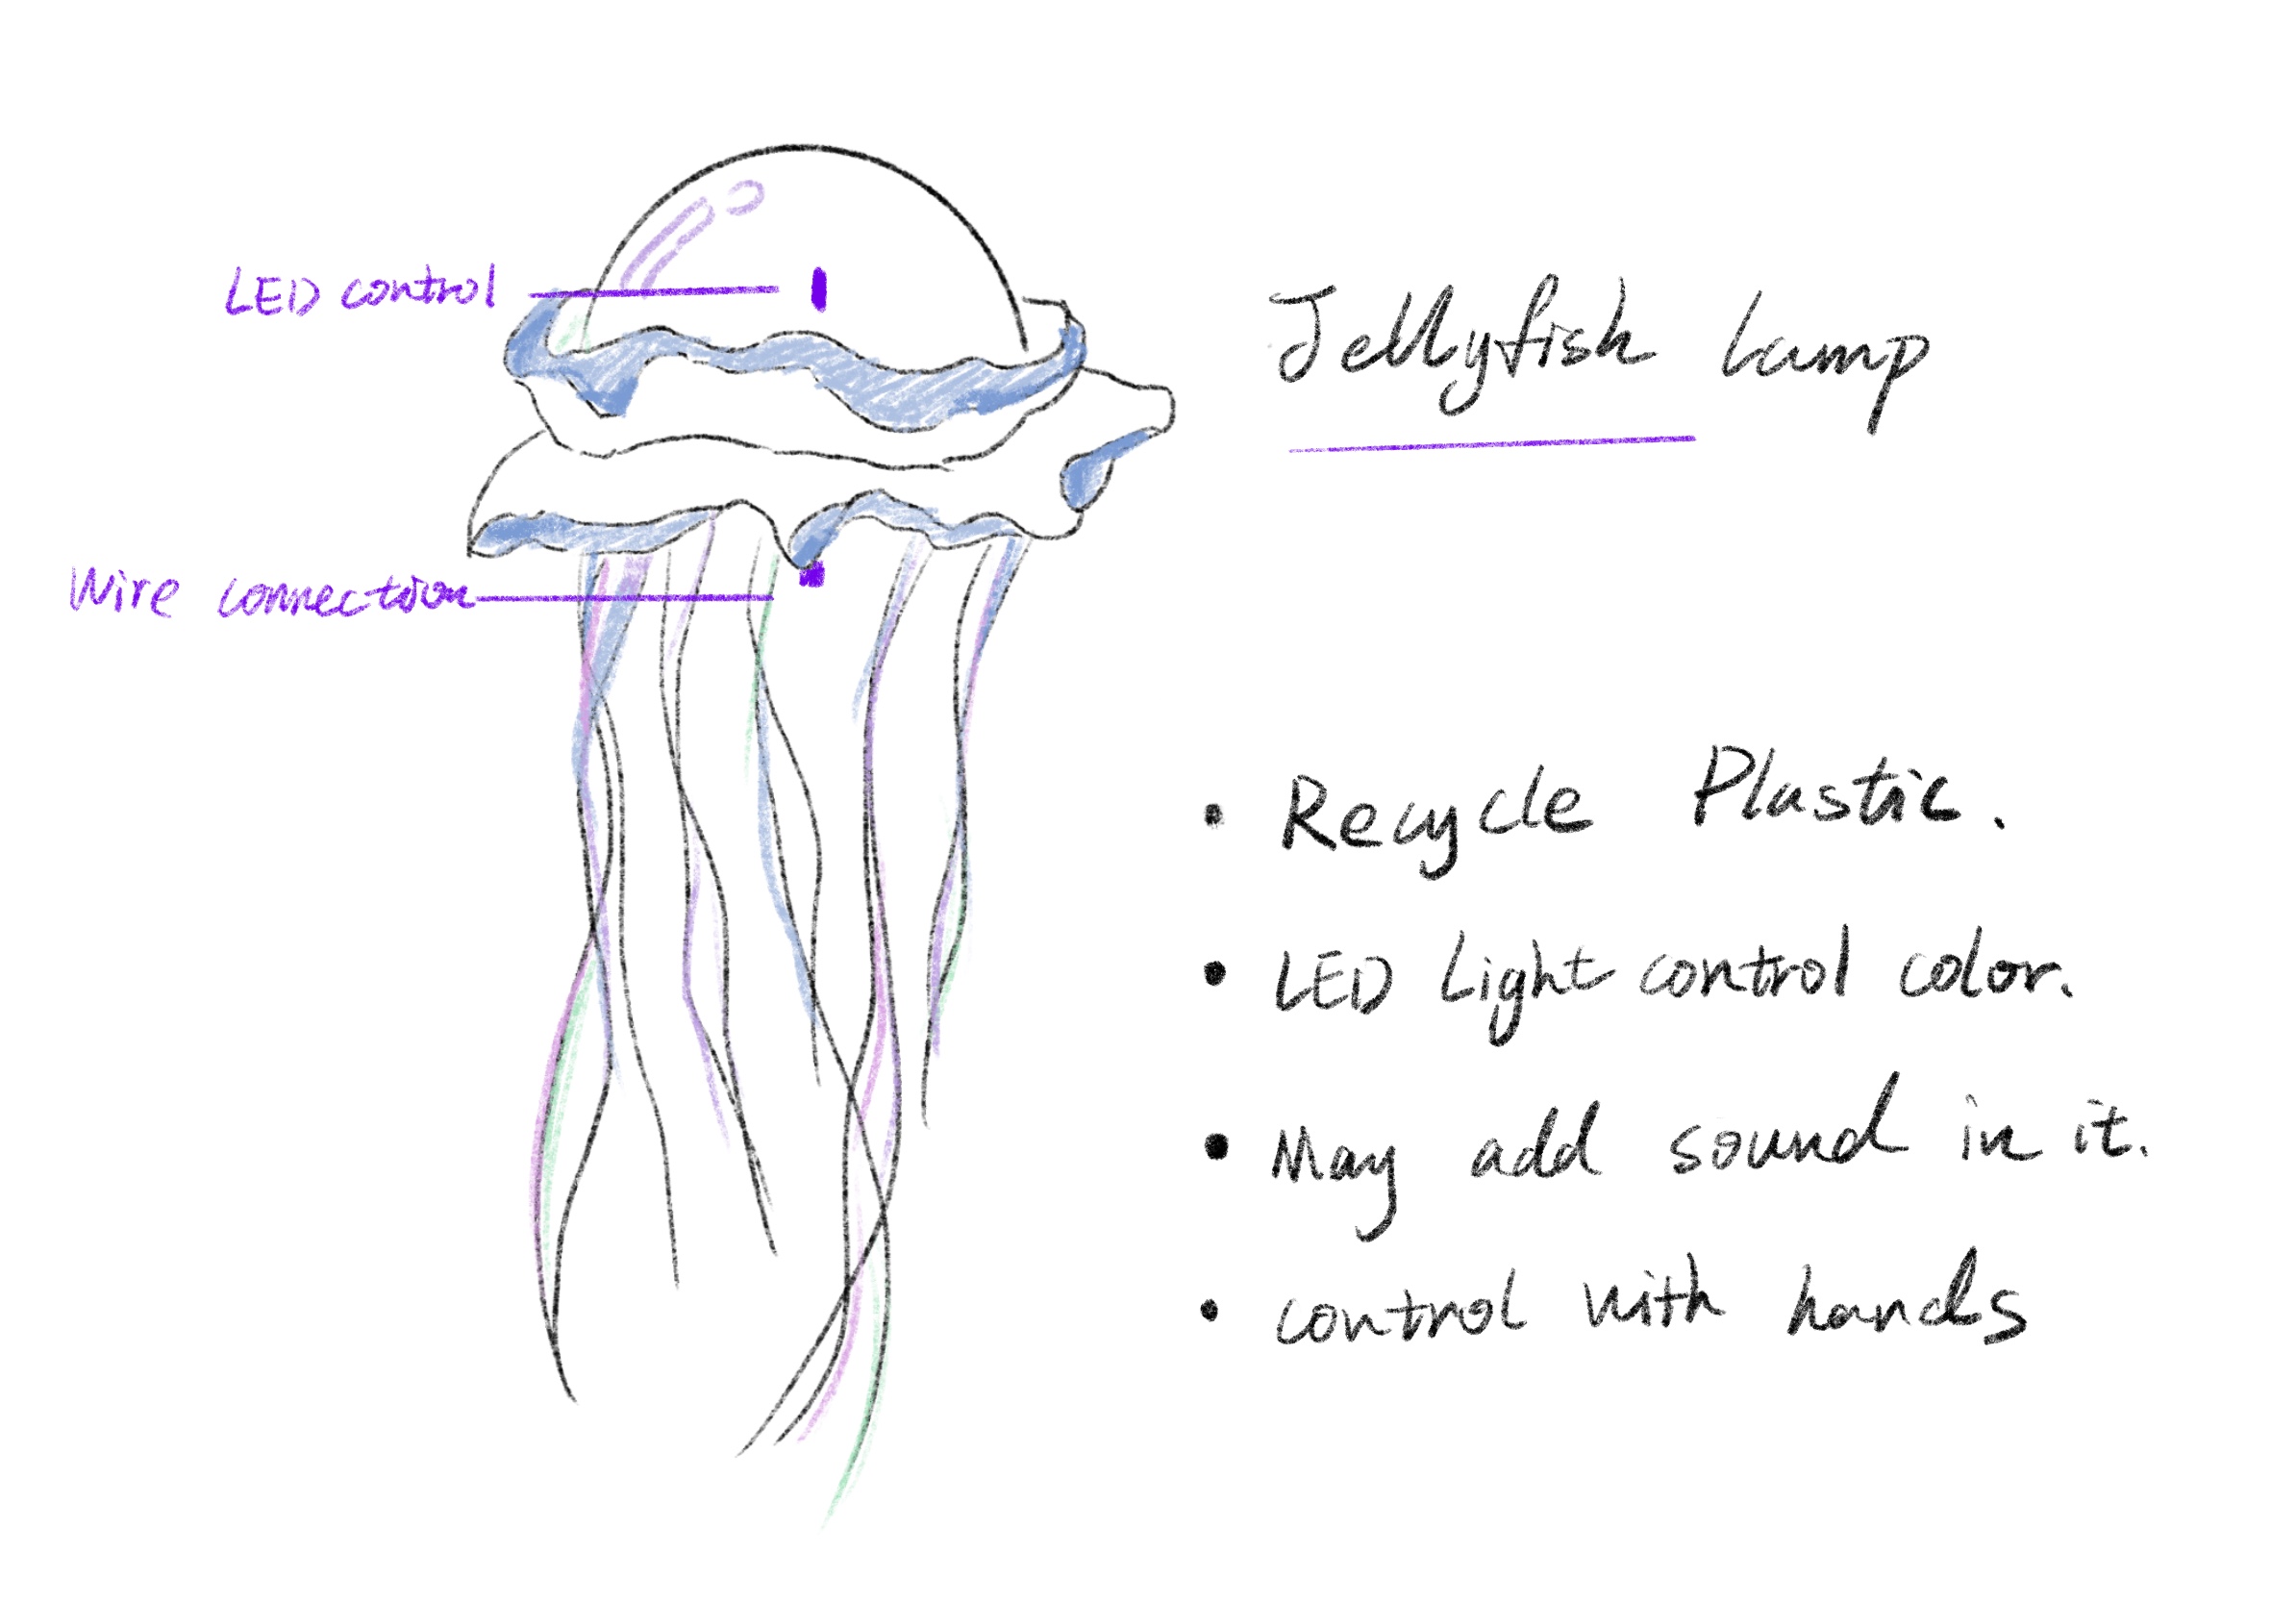 Jellyfish Lamp
LED control
Wire connection
• Recycle Plastic.
• LED Light control color.
• May add sound in it.
• control with hands